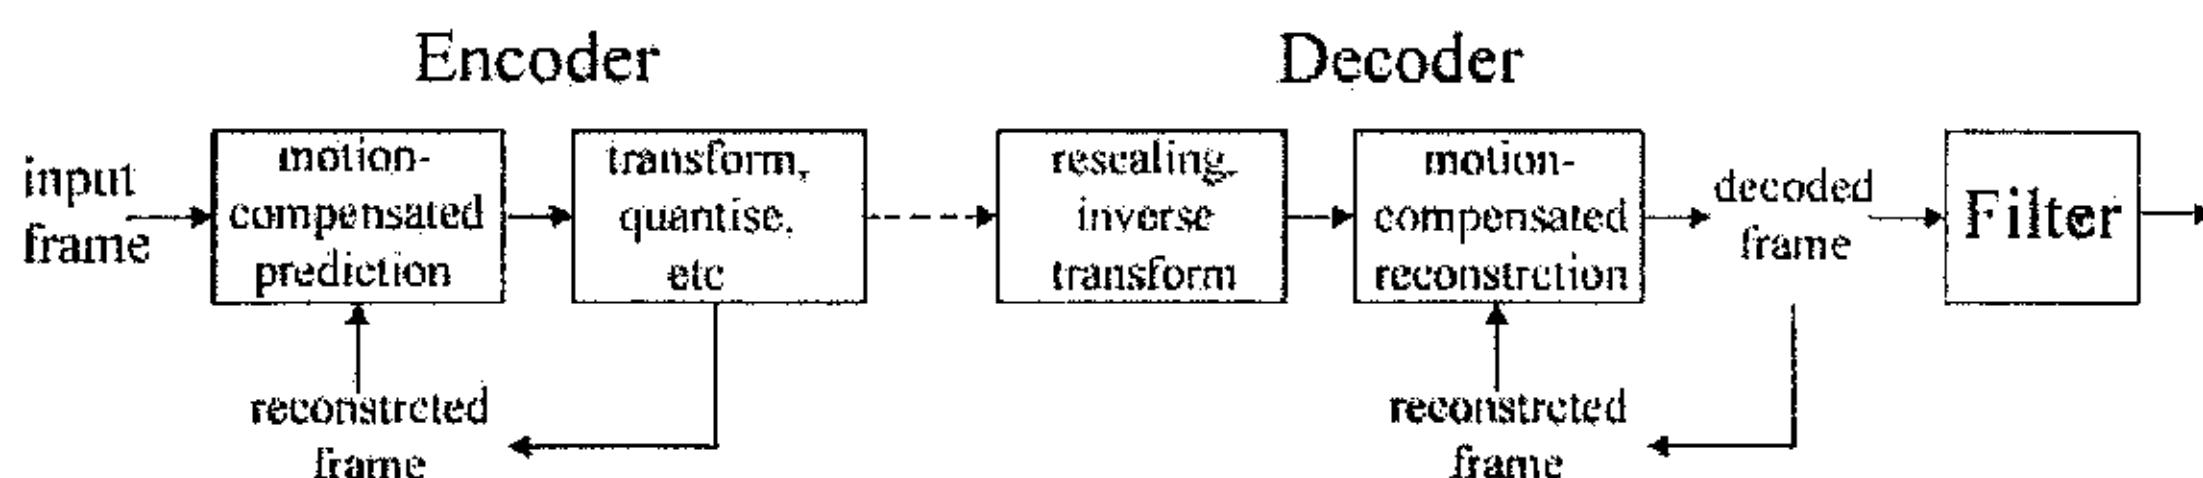 Encoder
Decoder
input
frame
motion-
compensated
prediction
transform,
quantise,
etc
rescaling,
inverse
transform
motion-
compensated
reconstrction
decoded
frame
Filter
reconstrcted
frame
reconstrcted
frame